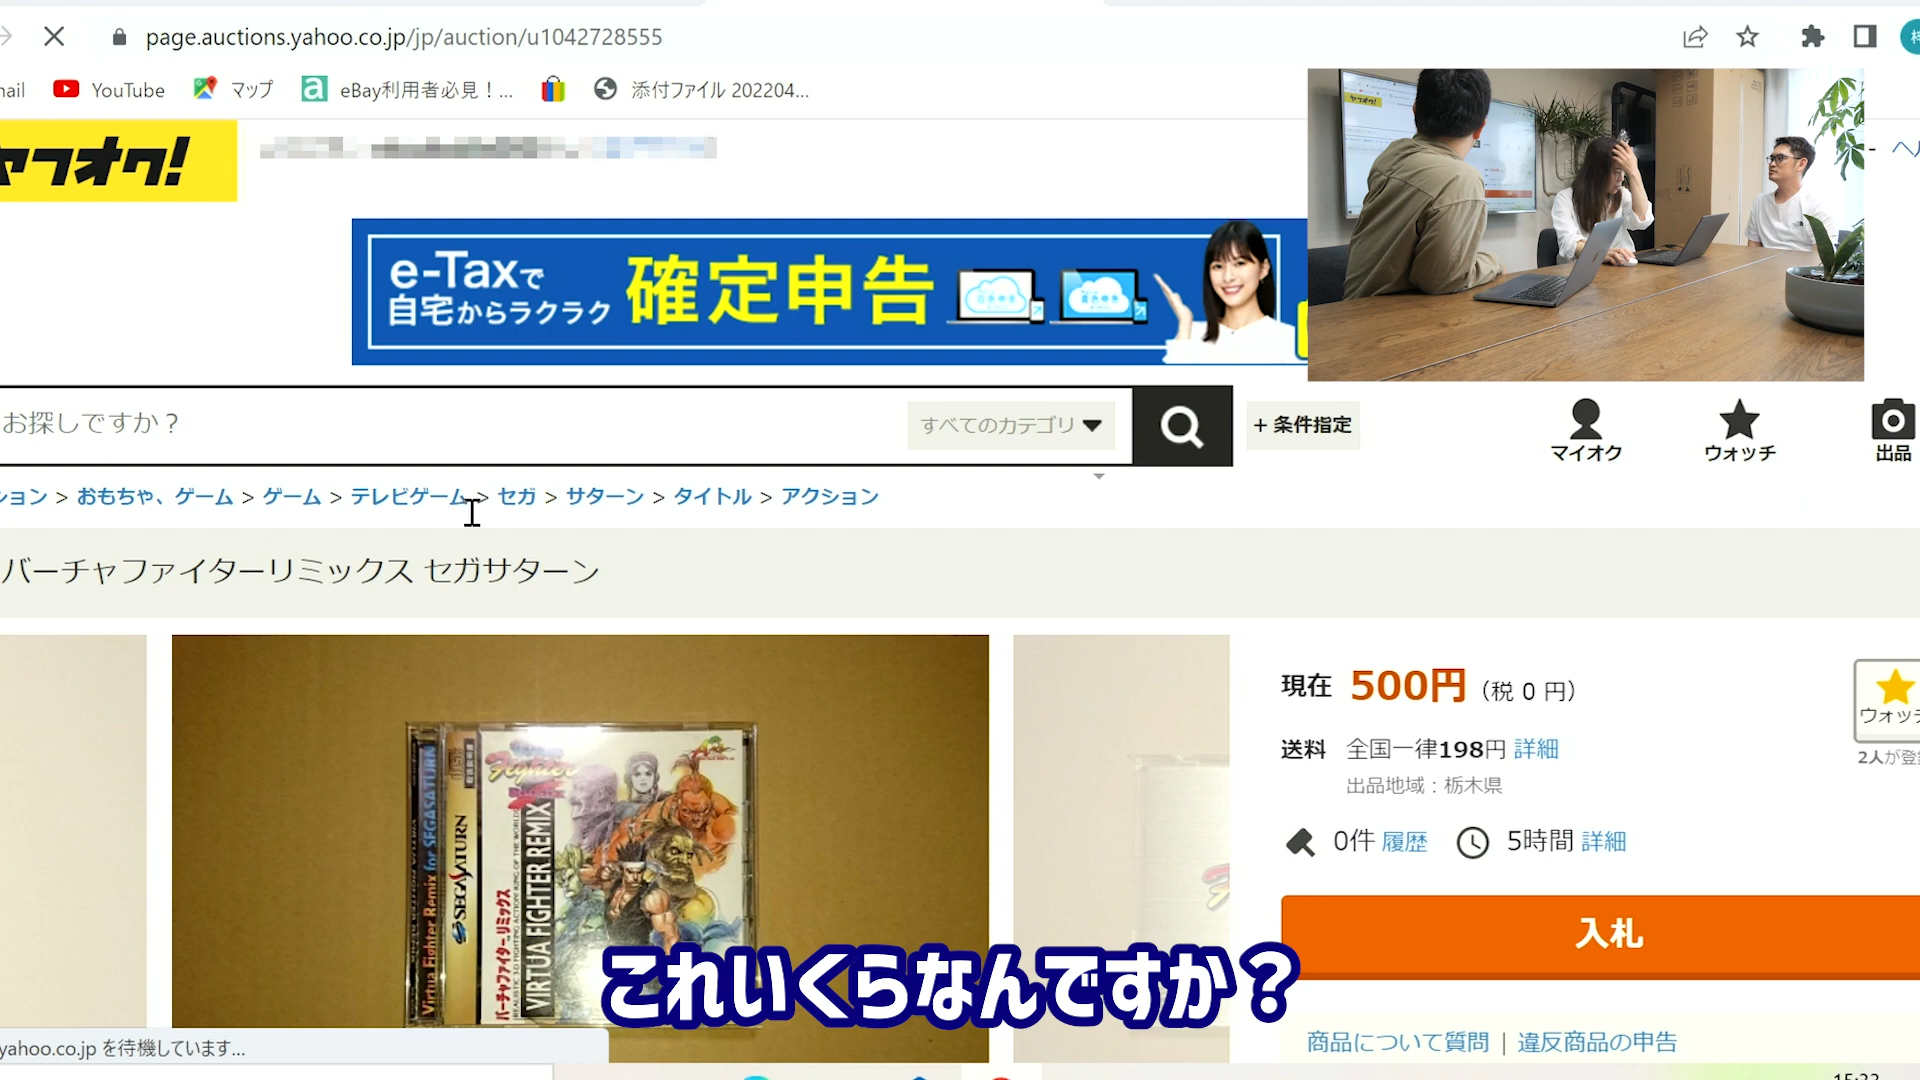 page.auctions.yahoo.co.jp/jp/auction/u1042728555
YouTube
マップ
eBay利用者必見！...
添付ファイル 202204...
ヤフオク!
e-Taxで
自宅からラクラク
確定申告
お探しですか？
すべてのカテゴリ
+ 条件指定
マイオク
ウォッチ
出品
ション > おもちゃ、ゲーム > ゲーム > テレビゲーム > セガ > サターン > タイトル > アクション
バーチャファイターリミックス セガサターン
Virtua Fighter Remix for SEGASATURN
SEGA SATURN
バーチャファイターリミックス
VIRTUA FIGHTER REMIX
現在 500円 (税 0 円)
送料 全国一律198円 詳細
出品地域：栃木県
0件 履歴 5時間 詳細
ウォッチ
2人が登録
入札
これいくらなんですか？
商品について質問 | 違反商品の申告
yahoo.co.jp を待機しています...